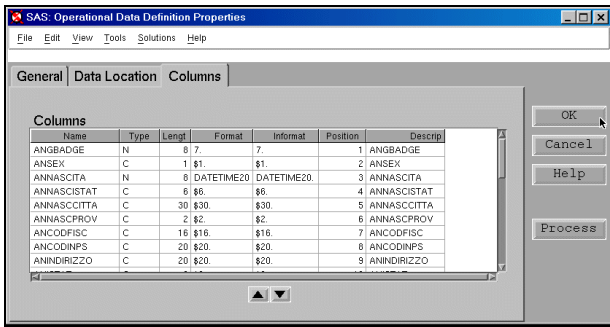 SAS: Operational Data Definition Properties
File Edit View Tools Solutions Help
General Data Location Columns
Columns
Name Type Lengt Format Informat Position Descrip
ANGBADGE N 8 7. 7. 1 ANGBADGE
ANSEX C 1 $1. $1. 2 ANSEX
ANNASCITA N 8 DATETIME20 DATETIME20. 3 ANNASCITA
ANNASCISTAT C 6 $6. $6. 4 ANNASCISTAT
ANNASCCITTA C 30 $30. $30. 5 ANNASCCITTA
ANNASCPROV C 2 $2. $2. 6 ANNASCPROV
ANCODFISC C 16 $16. $16. 7 ANCODFISC
ANCODINPS C 20 $20. $20. 8 ANCODINPS
ANINDIRIZZO C 20 $20. $20. 9 ANINDIRIZZO
OK
Cancel
Help
Process